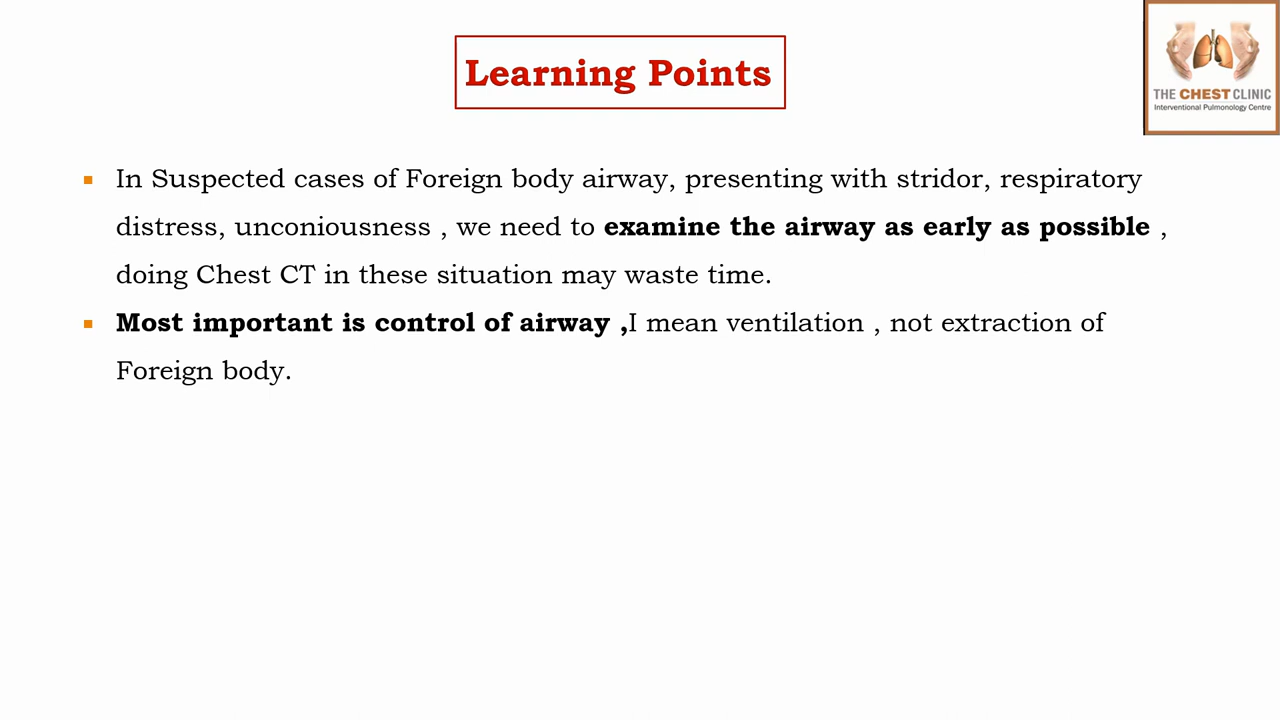 Learning Points
THE CHEST CLINIC
Interventional Pulmonology Centre
In Suspected cases of Foreign body airway, presenting with stridor, respiratory
distress, unconiousness , we need to examine the airway as early as possible ,
doing Chest CT in these situation may waste time.
Most important is control of airway ,I mean ventilation , not extraction of
Foreign body.